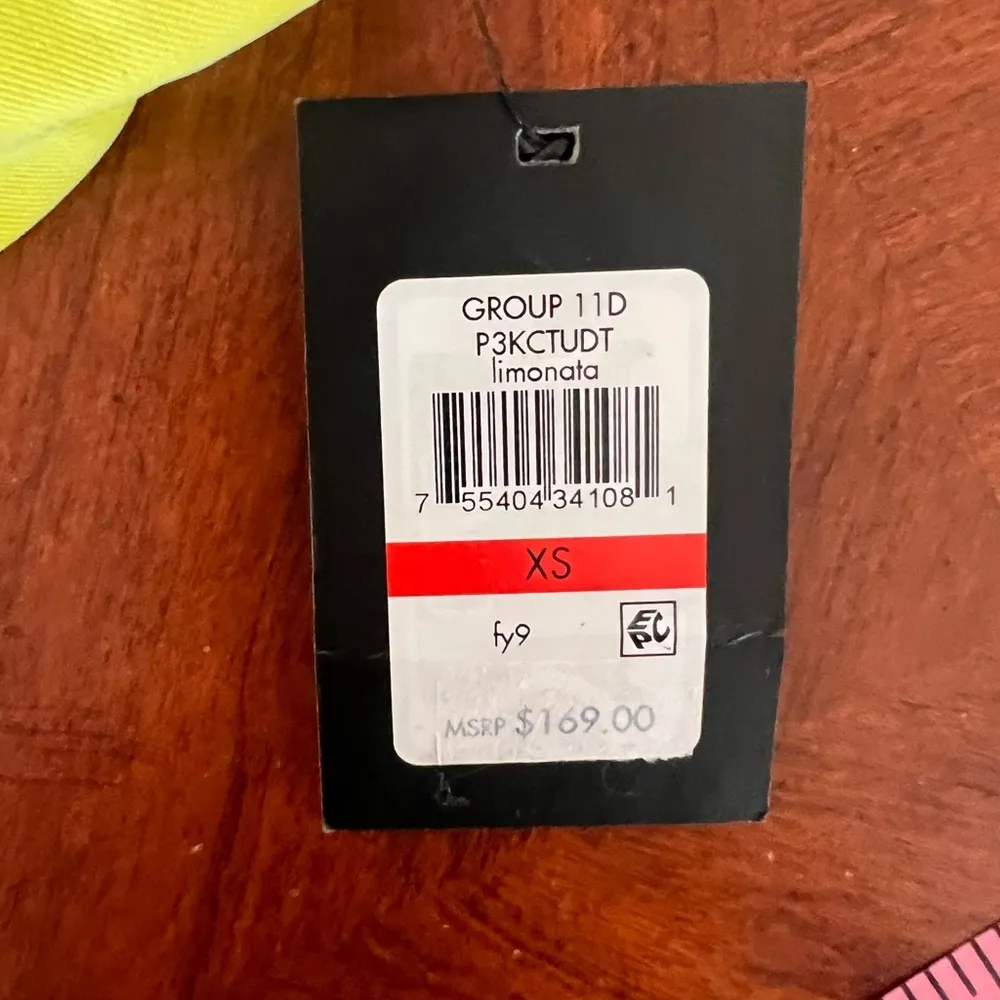 GROUP 11D
P3KCTUDT
limonata
7 55404 34108 1
XS
fy9
EPC
MSRP $169.00